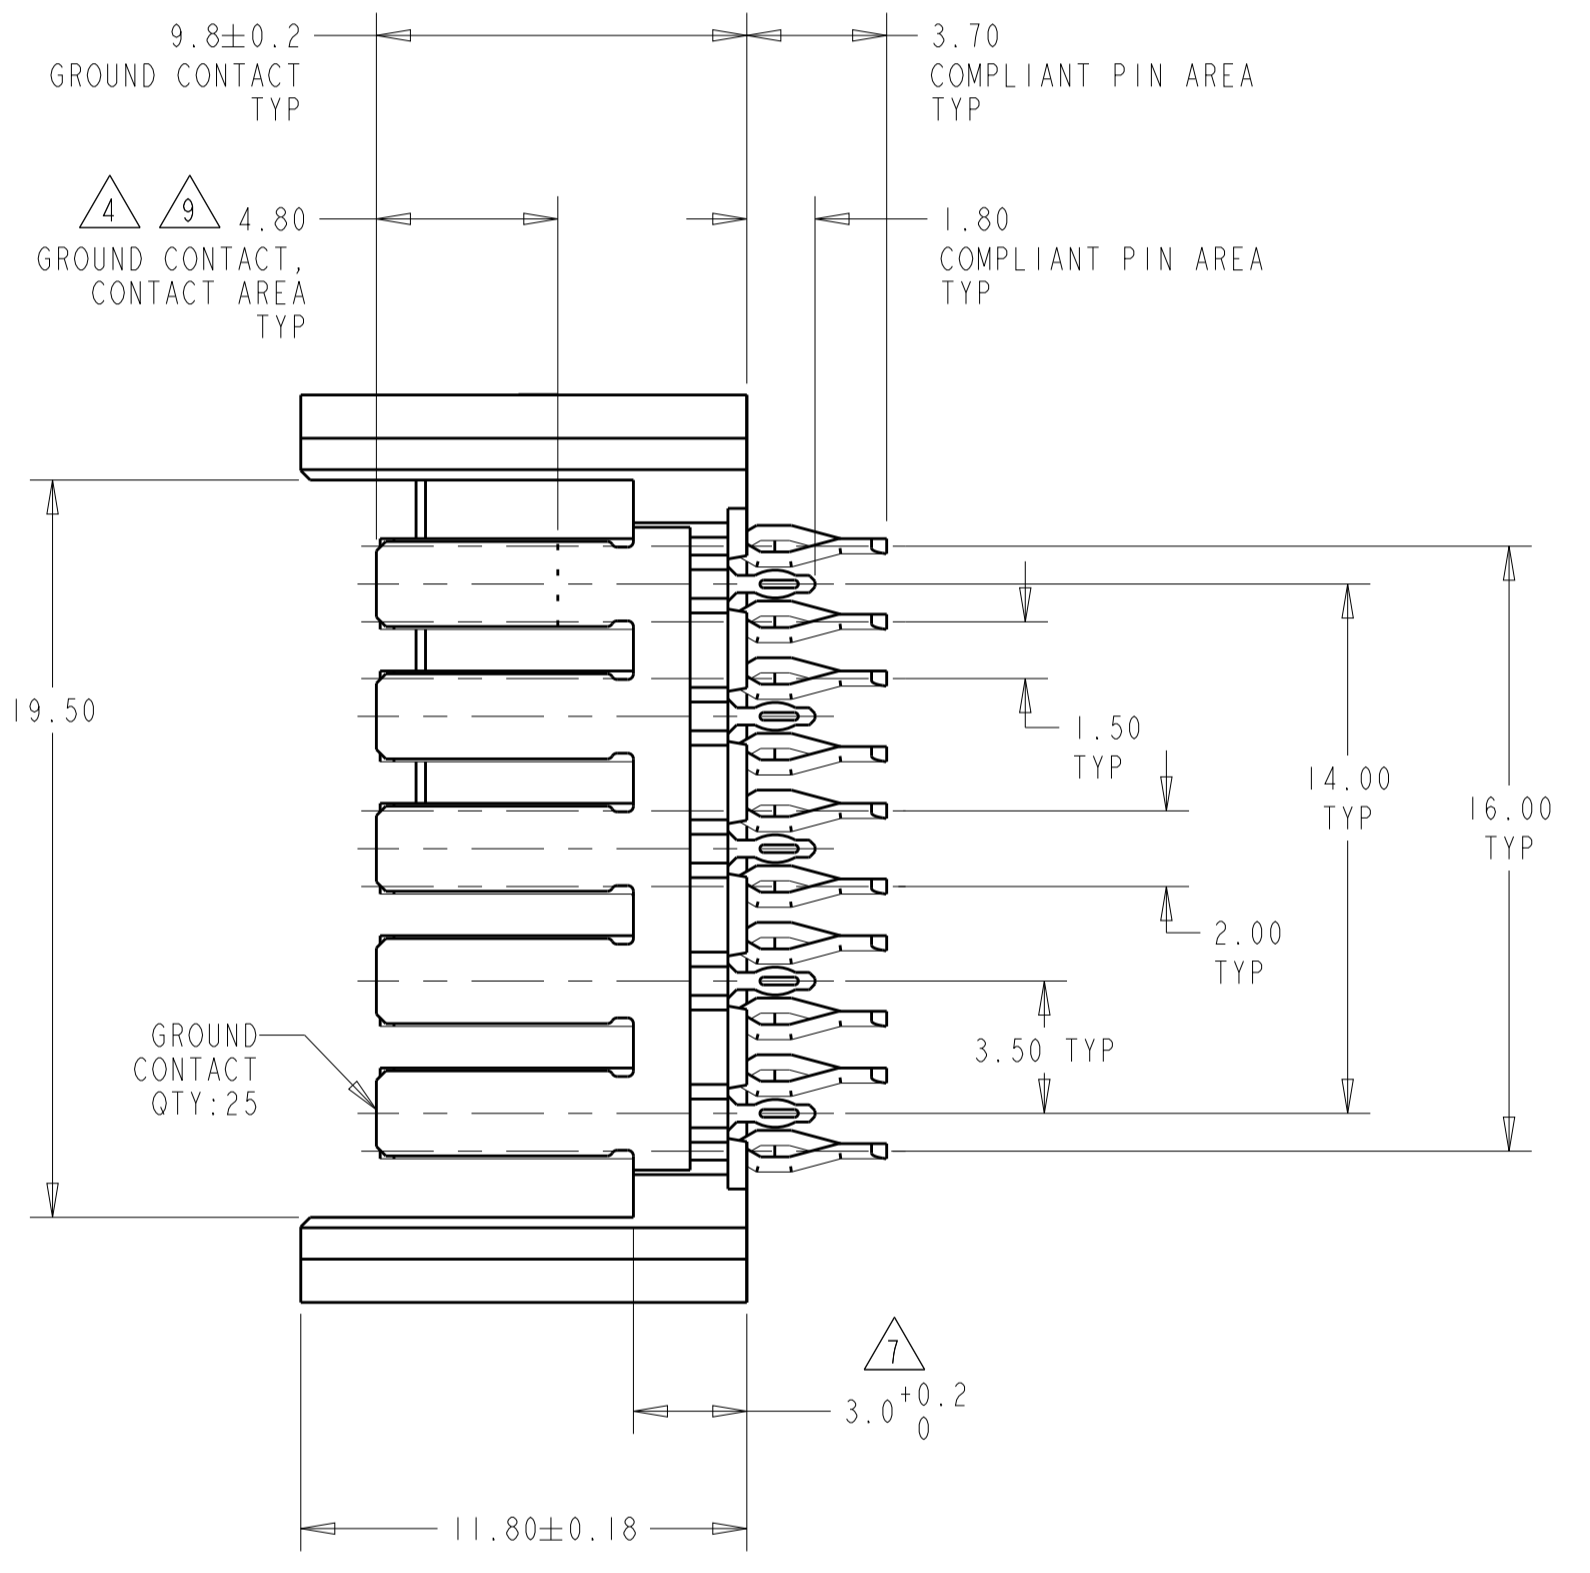 9.8±0.2
GROUND CONTACT
TYP
3.70
COMPLIANT PIN AREA
TYP
4 9 4.80
GROUND CONTACT,
CONTACT AREA
TYP
1.80
COMPLIANT PIN AREA
TYP
19.50
1.50
TYP
14.00
TYP
16.00
TYP
2.00
TYP
3.50 TYP
GROUND
CONTACT
QTY:25
7
3.0 +0.2
0
11.80±0.18